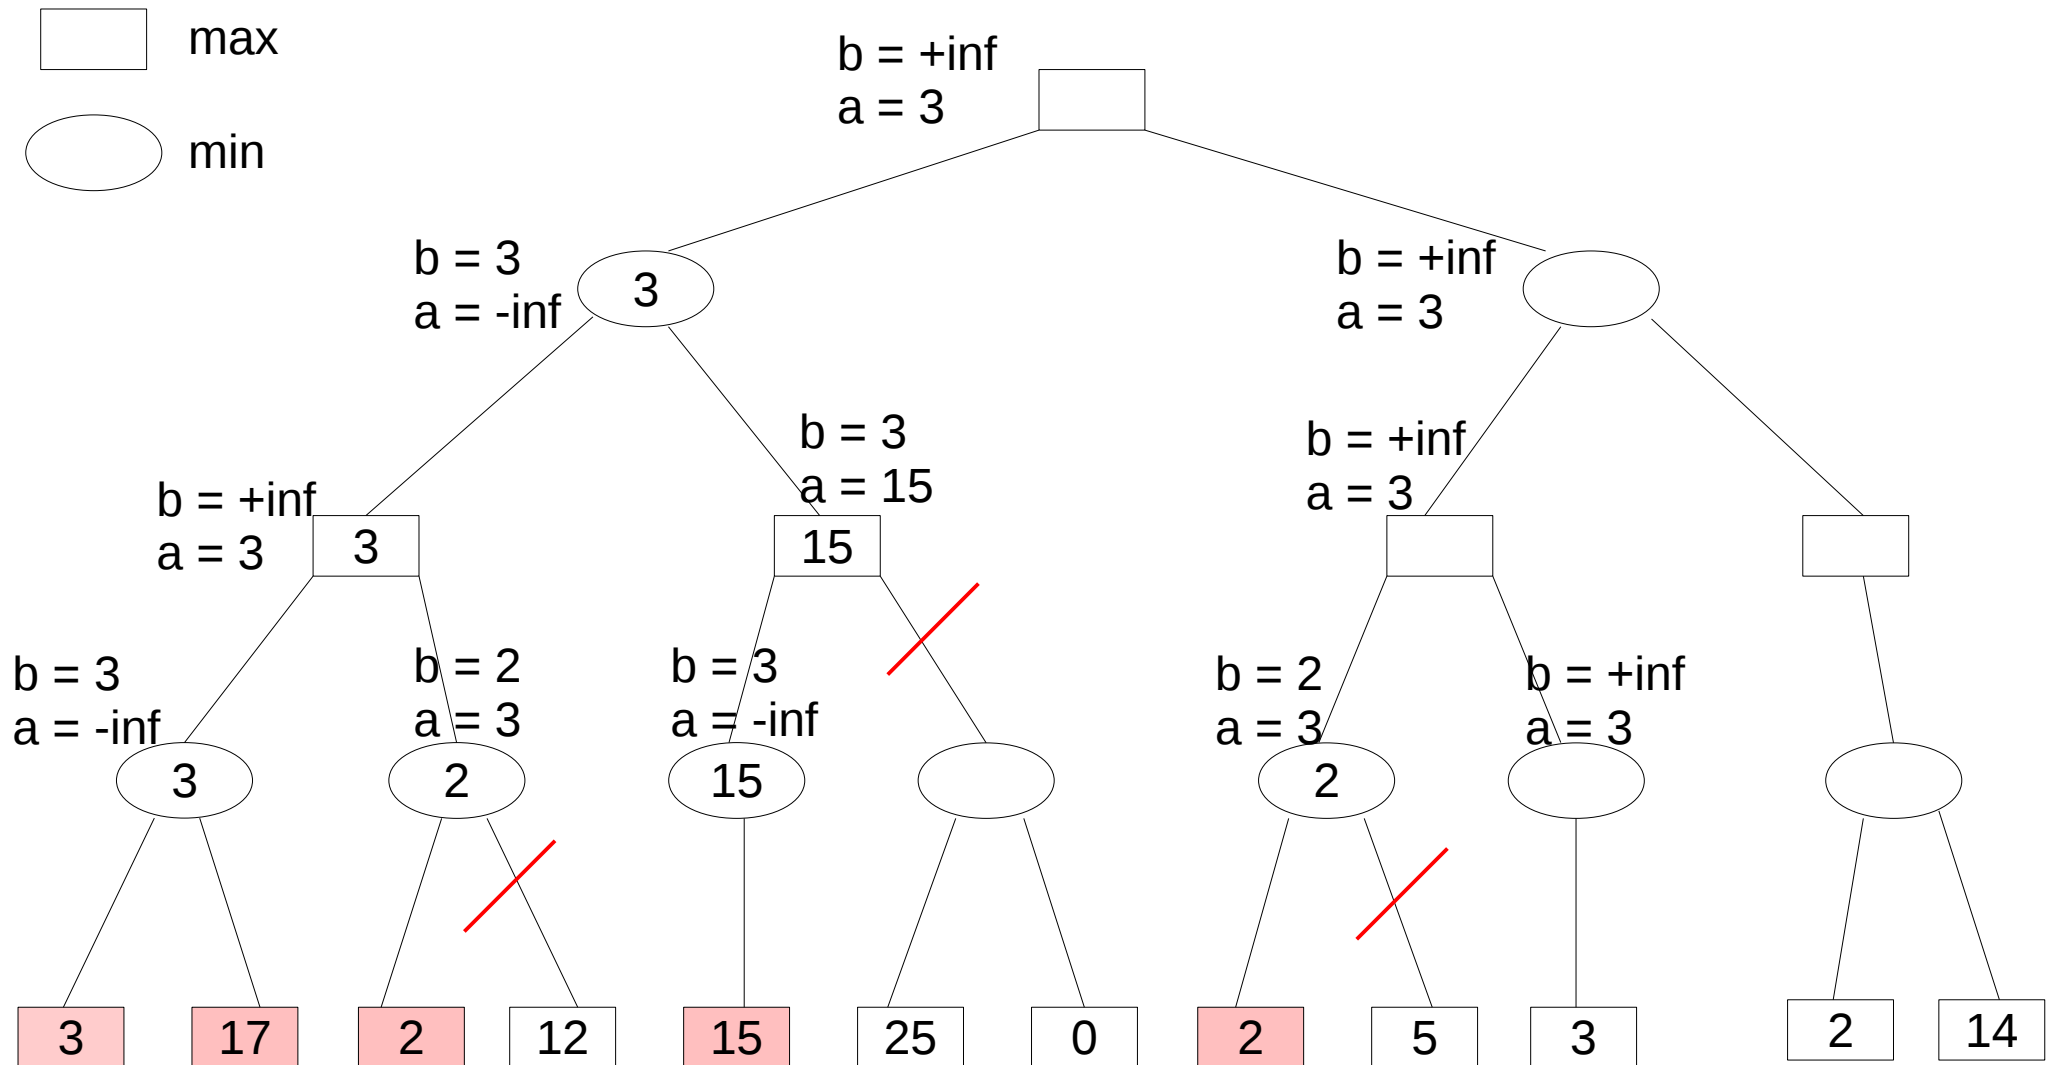 max
min
b = +inf
a = 3
b = 3
a = -inf
3
b = +inf
a = 3
b = +inf
a = 3
3
b = 3
a = 15
15
b = +inf
a = 3
b = 3
a = -inf
3
b = 2
a = 3
2
b = 3
a = -inf
15
b = 2
a = 3
2
b = +inf
a = 3
3
17
2
12
15
25
0
2
5
3
2
14